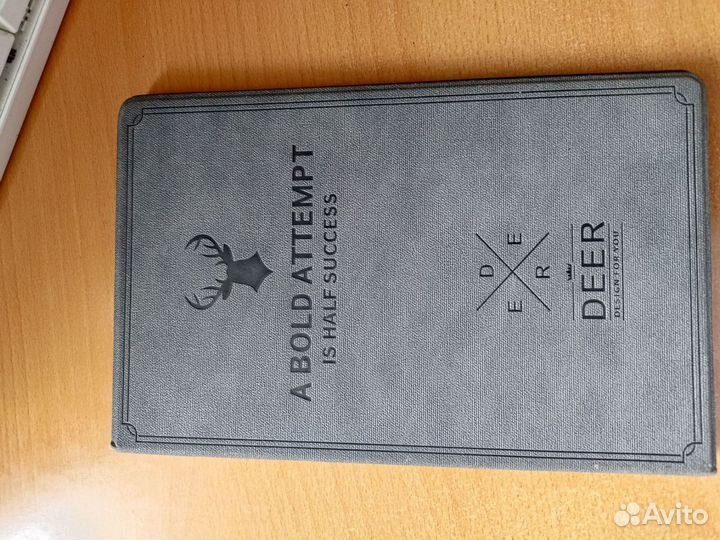 A BOLD ATTEMPT
IS HALF SUCCESS
D
E E
R
DEER
DESIGN FOR YOU
Avito